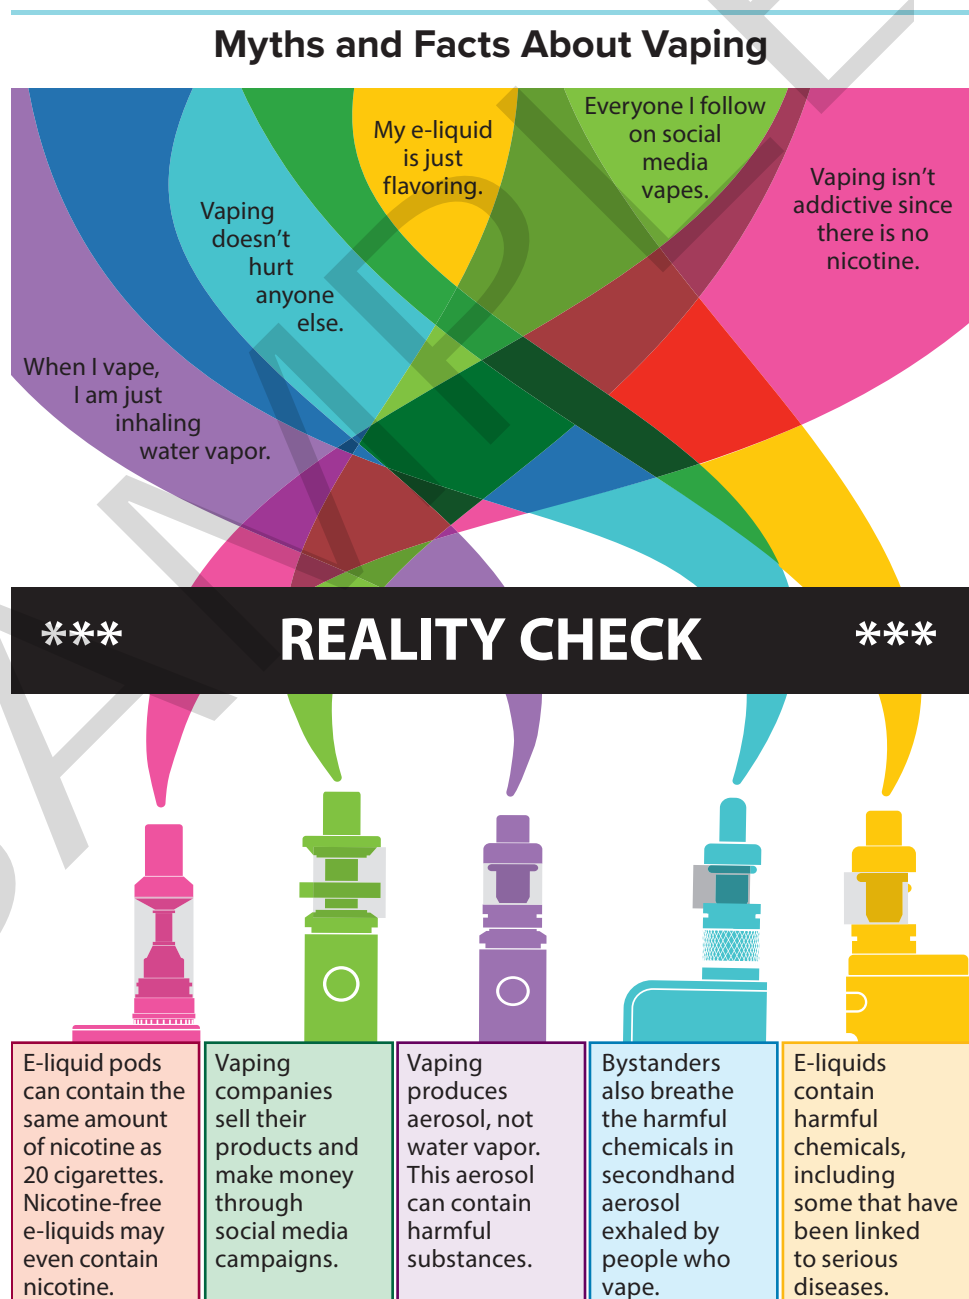 Myths and Facts About Vaping
My e-liquid
is just
flavoring.
Everyone I follow
on social
media
vapes.
Vaping isn't
addictive since
there is no
nicotine.
Vaping
doesn't
hurt
anyone
else.
When I vape,
I am just
inhaling
water vapor.
*** REALITY CHECK ***
E-liquid pods
can contain the
same amount
of nicotine as
20 cigarettes.
Nicotine-free
e-liquids may
even contain
nicotine.
Vaping
companies
sell their
products and
make money
through
social media
campaigns.
Vaping
produces
aerosol, not
water vapor.
This aerosol
can contain
harmful
substances.
Bystanders
also breathe
the harmful
chemicals in
secondhand
aerosol
exhaled by
people who
vape.
E-liquids
contain
harmful
chemicals,
including
some that have
been linked
to serious
diseases.
SAMPLE